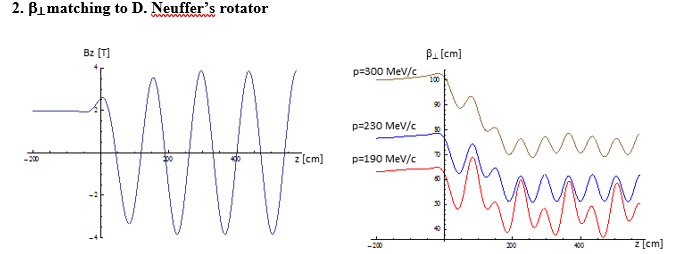 2. β⊥ matching to D. Neuffer's rotator
Bz [T]
4
2
-2
-4
-200
200
400
z [cm]
β⊥ [cm]
p=300 MeV/c
p=230 MeV/c
p=190 MeV/c
100
90
80
70
60
50
40
-200
200
400
z [cm]